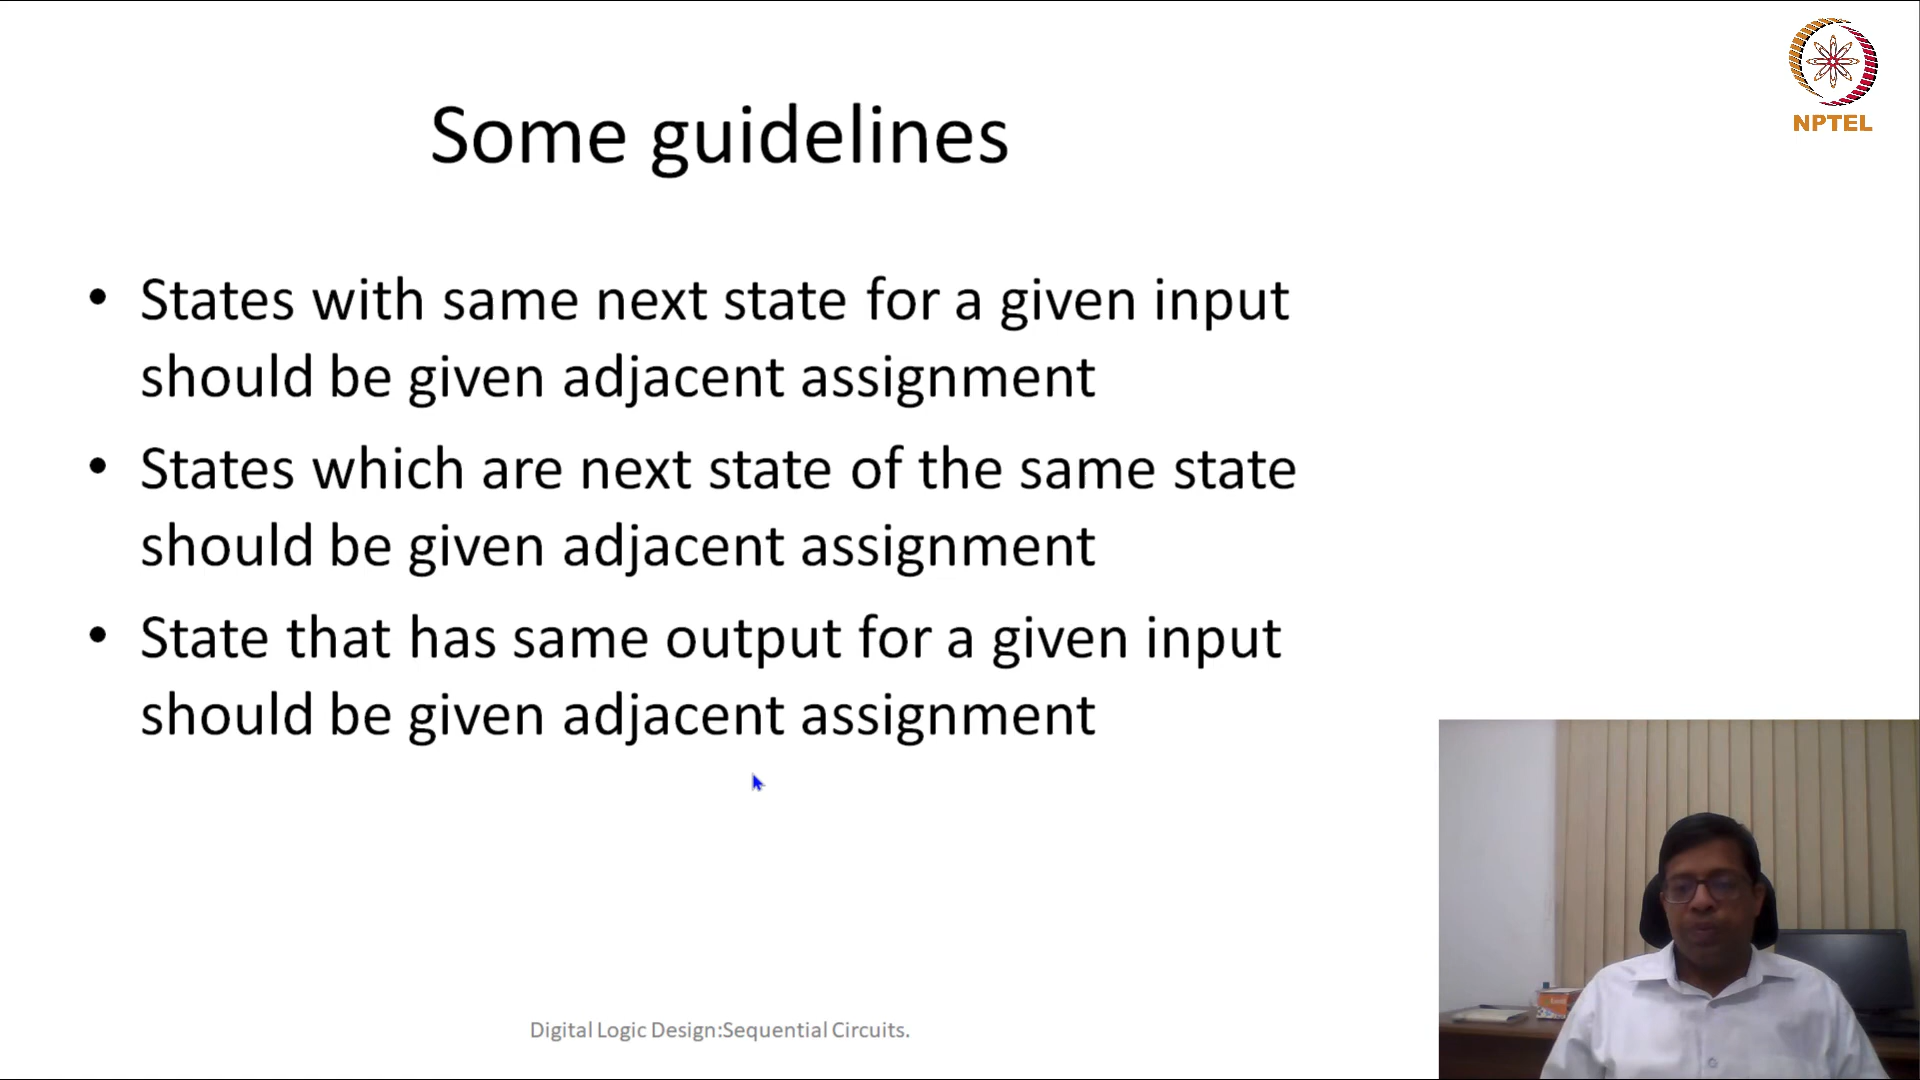 NPTEL
Some guidelines
• States with same next state for a given input
should be given adjacent assignment
• States which are next state of the same state
should be given adjacent assignment
• State that has same output for a given input
should be given adjacent assignment
Digital Logic Design:Sequential Circuits.